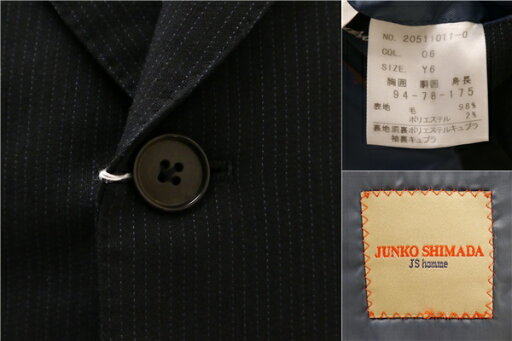 NO. 20511011-0
COL. 06
SIZE. Y6
胸囲 胴囲 身長
94-78-175
表地 毛 98%
ポリエステル 2%
裏地 胴裏ポリエステルキュプラ
袖裏キュプラ
JUNKO SHIMADA
J'S homme